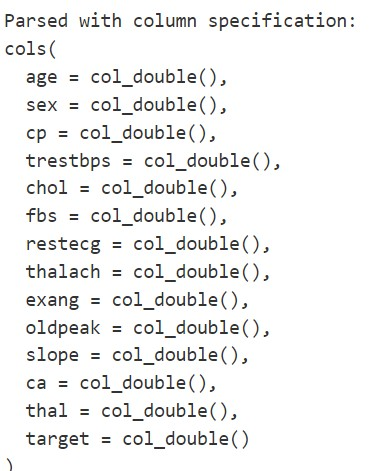 Parsed with column specification:
cols(
  age = col_double(),
  sex = col_double(),
  cp = col_double(),
  trestbps = col_double(),
  chol = col_double(),
  fbs = col_double(),
  restecg = col_double(),
  thalach = col_double(),
  exang = col_double(),
  oldpeak = col_double(),
  slope = col_double(),
  ca = col_double(),
  thal = col_double(),
  target = col_double()
)